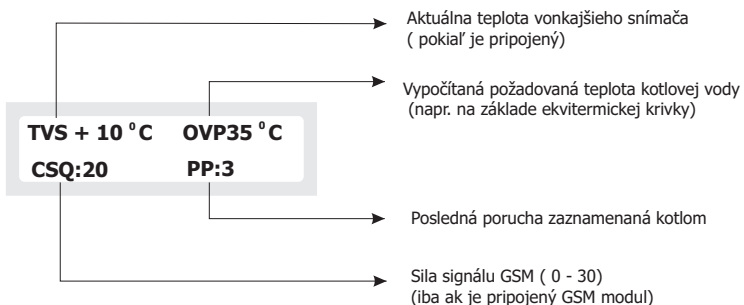 Aktuálna teplota vonkajšieho snímača
( pokiaľ je pripojený)
Vypočítaná požadovaná teplota kotlovej vody
(napr. na základe ekvitermickej krivky)
TVS + 10 ⁰C OVP35 ⁰C
CSQ:20 PP:3
Posledná porucha zaznamenaná kotlom
Sila signálu GSM ( 0 - 30)
(iba ak je pripojený GSM modul)